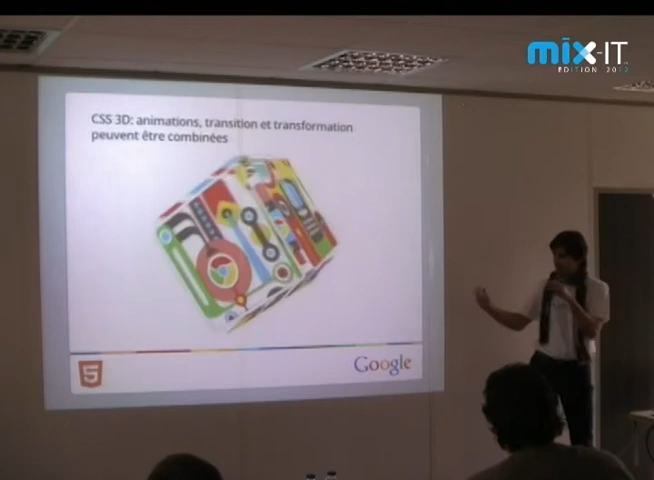 mix-IT
EDITION 2012
CSS 3D: animations, transition et transformation
peuvent être combinées
5
Google